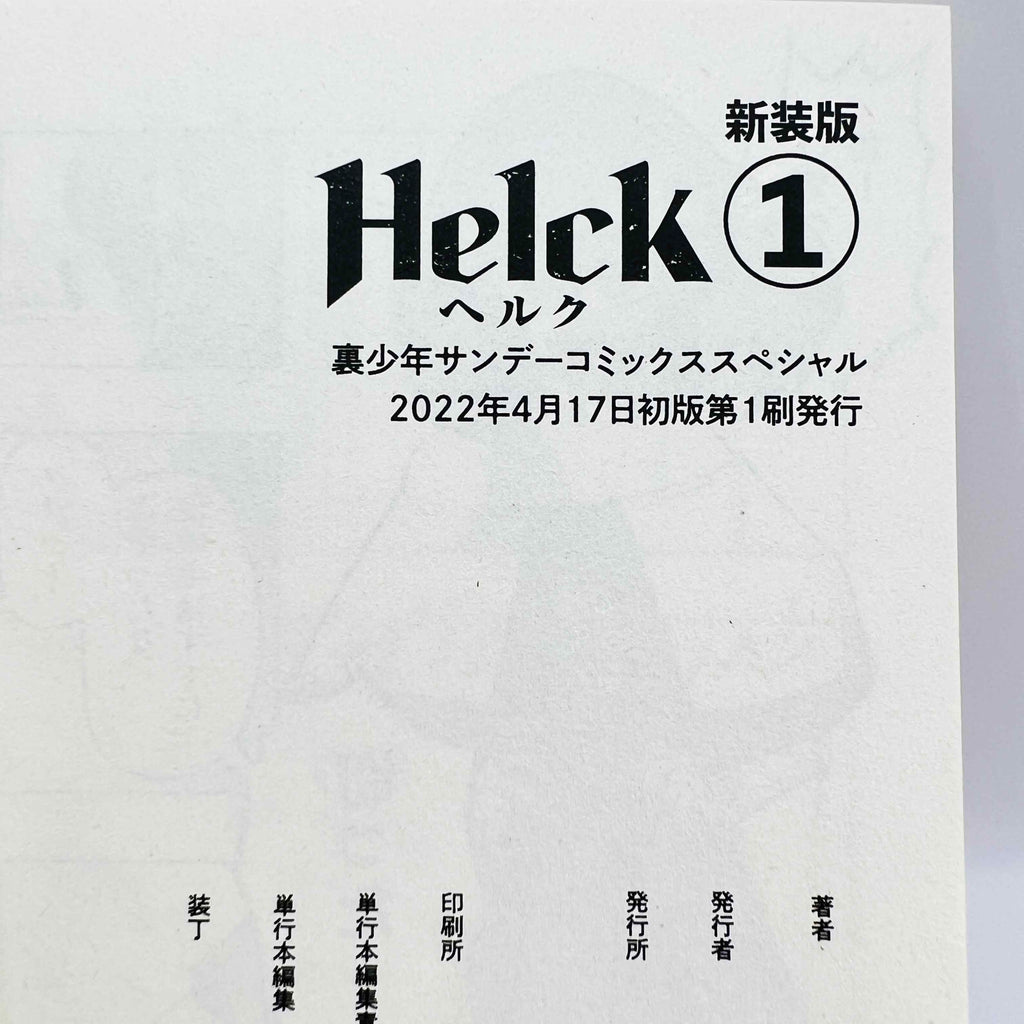 新装版
Helck①
ヘルク
裏少年サンデーコミックススペシャル
2022年4月17日初版第1刷発行
著者
発行者
発行所
印刷所
単行本編集責
単行本編集
装丁